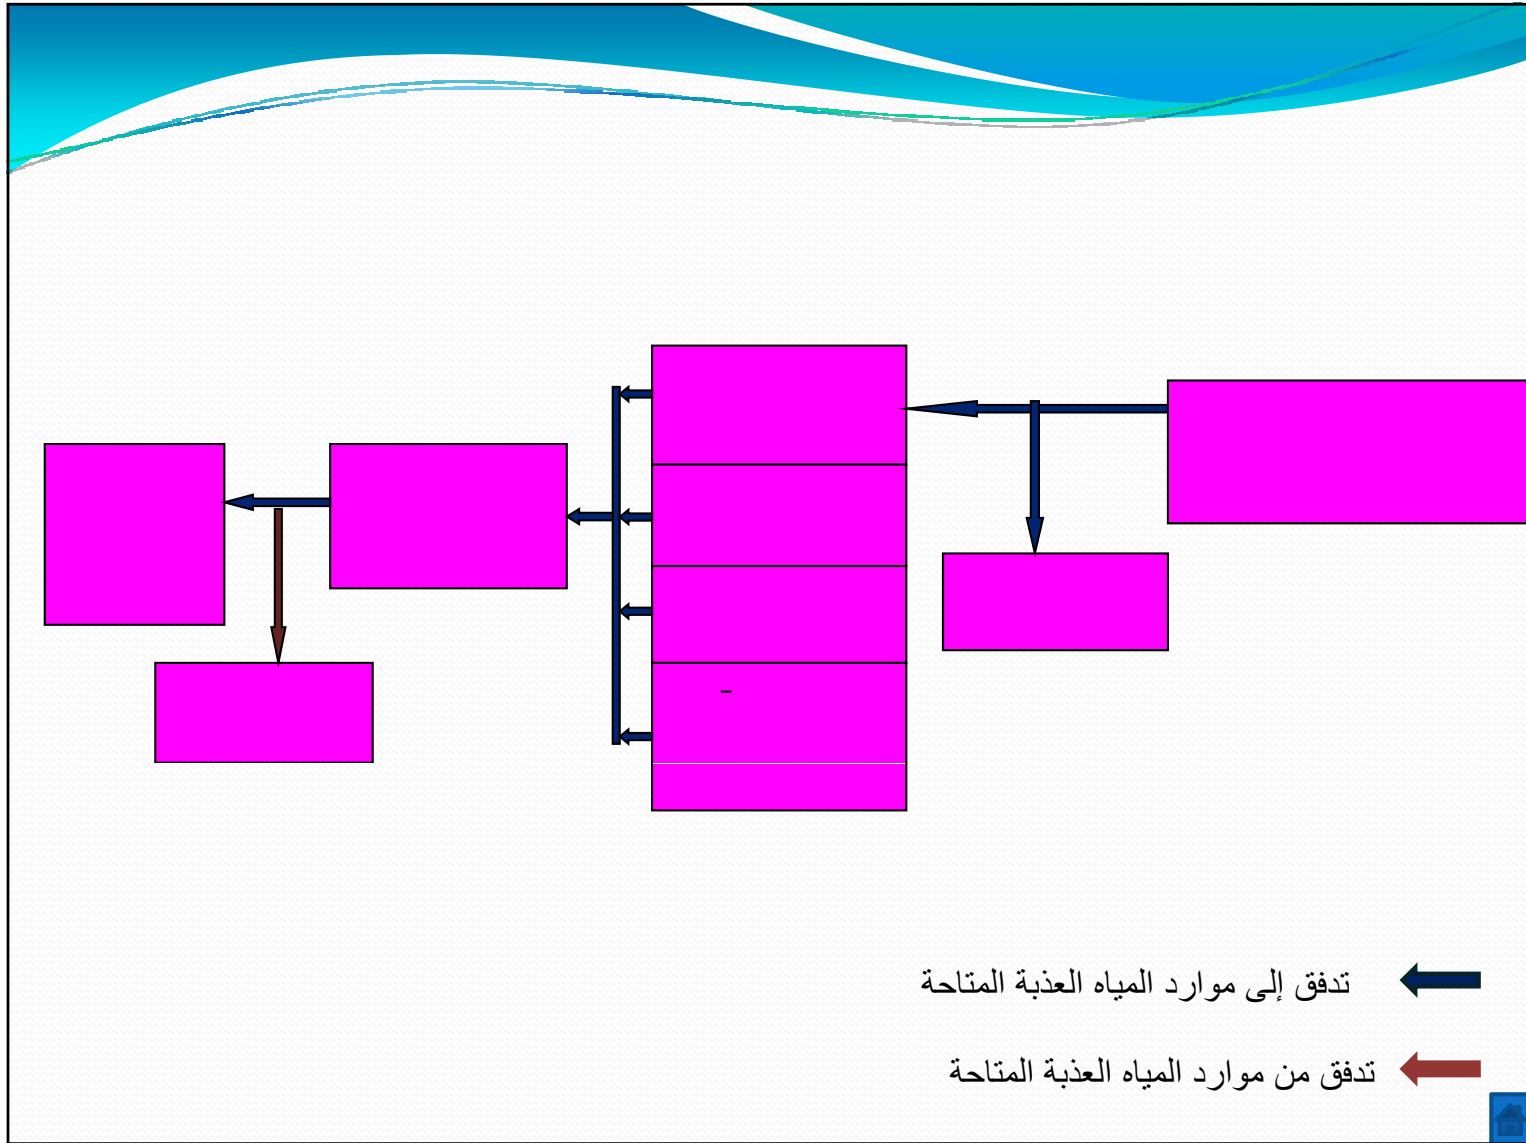 -
تدفق إلى موارد المياه العذبة المتاحة
تدفق من موارد المياه العذبة المتاحة